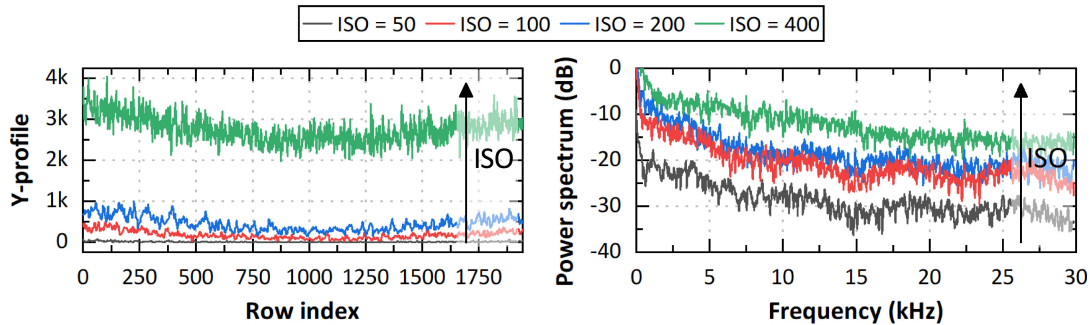 ISO = 50 ISO = 100 ISO = 200 ISO = 400
Y-profile
4k
3k
2k
1k
0
ISO
0 250 500 750 1000 1250 1500 1750
Row index
Power spectrum (dB)
0
-10
-20
-30
-40
ISO
0 5 10 15 20 25 30
Frequency (kHz)